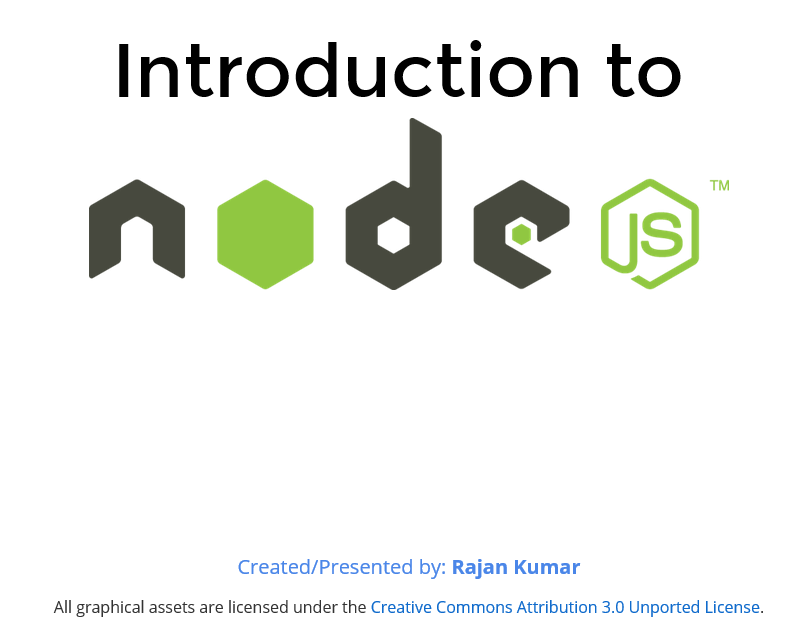 Introduction to
node JS ™
Created/Presented by: Rajan Kumar
All graphical assets are licensed under the Creative Commons Attribution 3.0 Unported License.